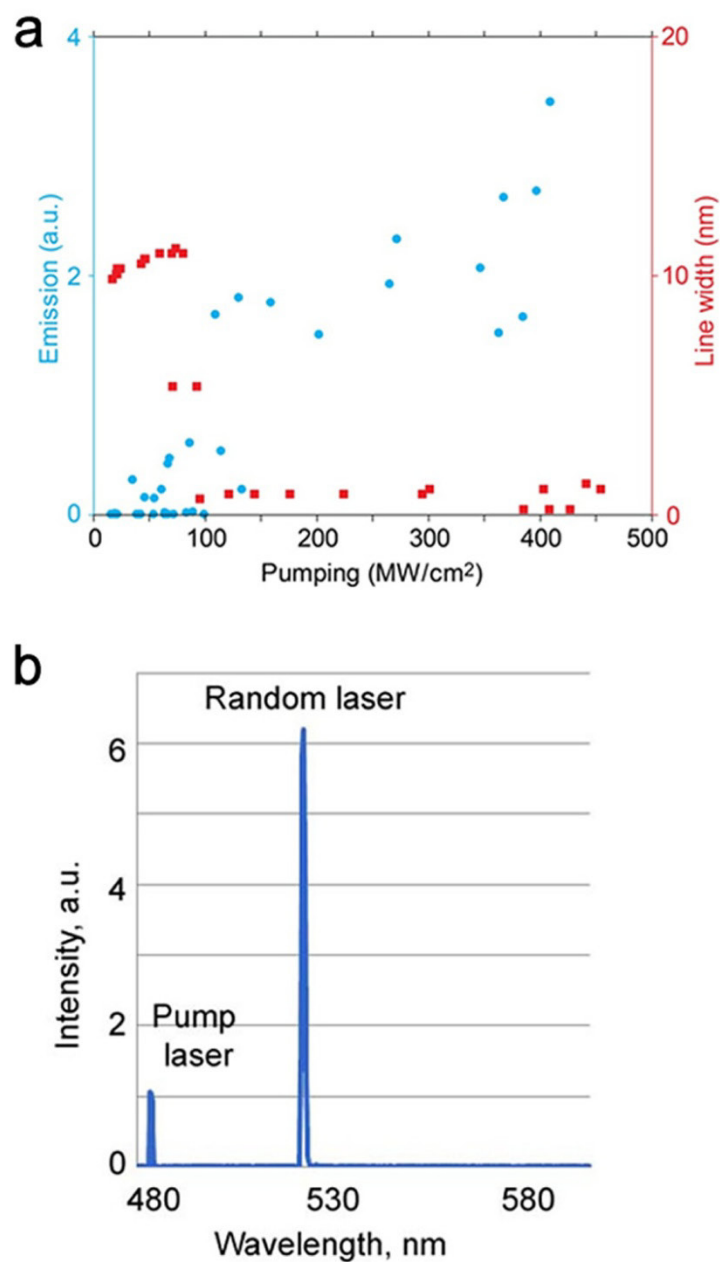 a
4
20
Emission (a.u.)
Line width (nm)
2
10
0
0
0 100 200 300 400 500
Pumping (MW/cm²)
b
Random laser
6
Intensity, a.u.
4
Pump
laser
2
0
480 530 580
Wavelength, nm